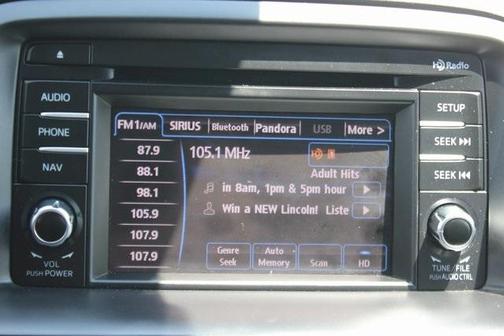 HD Radio
AUDIO
PHONE
NAV
VOL
PUSH POWER
FM1/AM SIRIUS Bluetooth Pandora USB More >
87.9
88.1
98.1
105.9
107.9
107.9
105.1 MHz
Adult Hits
in 8am, 1pm & 5pm hour
Win a NEW Lincoln! Liste
Genre Seek
Auto Memory
Scan
HD
SETUP
SEEK
SEEK
TUNE/FILE
PUSH AUDIO CTRL